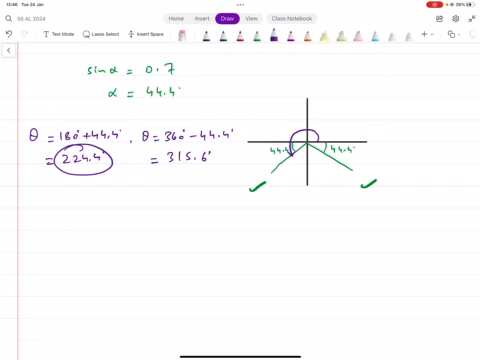 13:46 Tue 24 Jan
28%
SS AL 2024
Home Insert Draw View Class Notebook
Text Mode Lasso Select Insert Space
sinα = 0.7
α = 44.4°
θ = 180°+44.4° , θ = 360°-44.4°
= 224.4 = 315.6°
44.4 44.4°